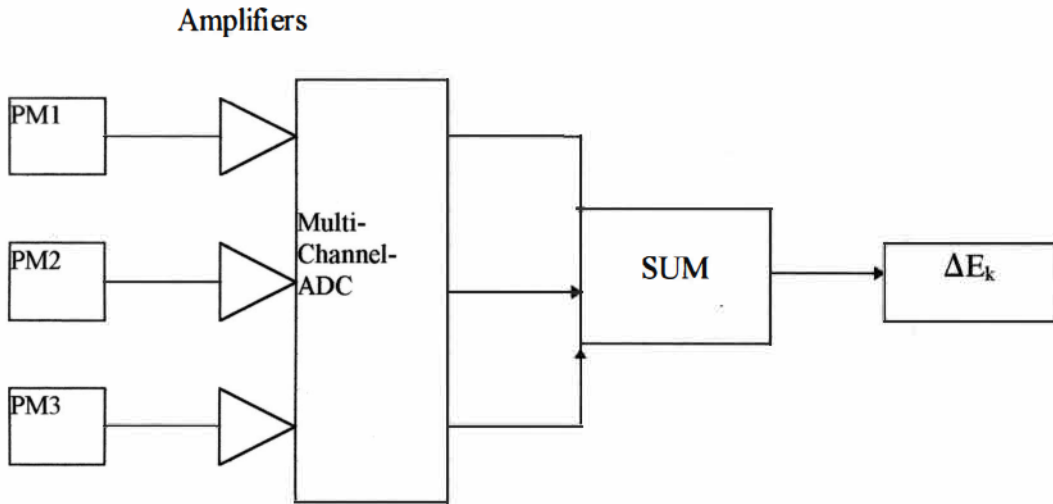 Amplifiers
PM1
PM2
PM3
Multi-
Channel-
ADC
SUM
ΔEₖ